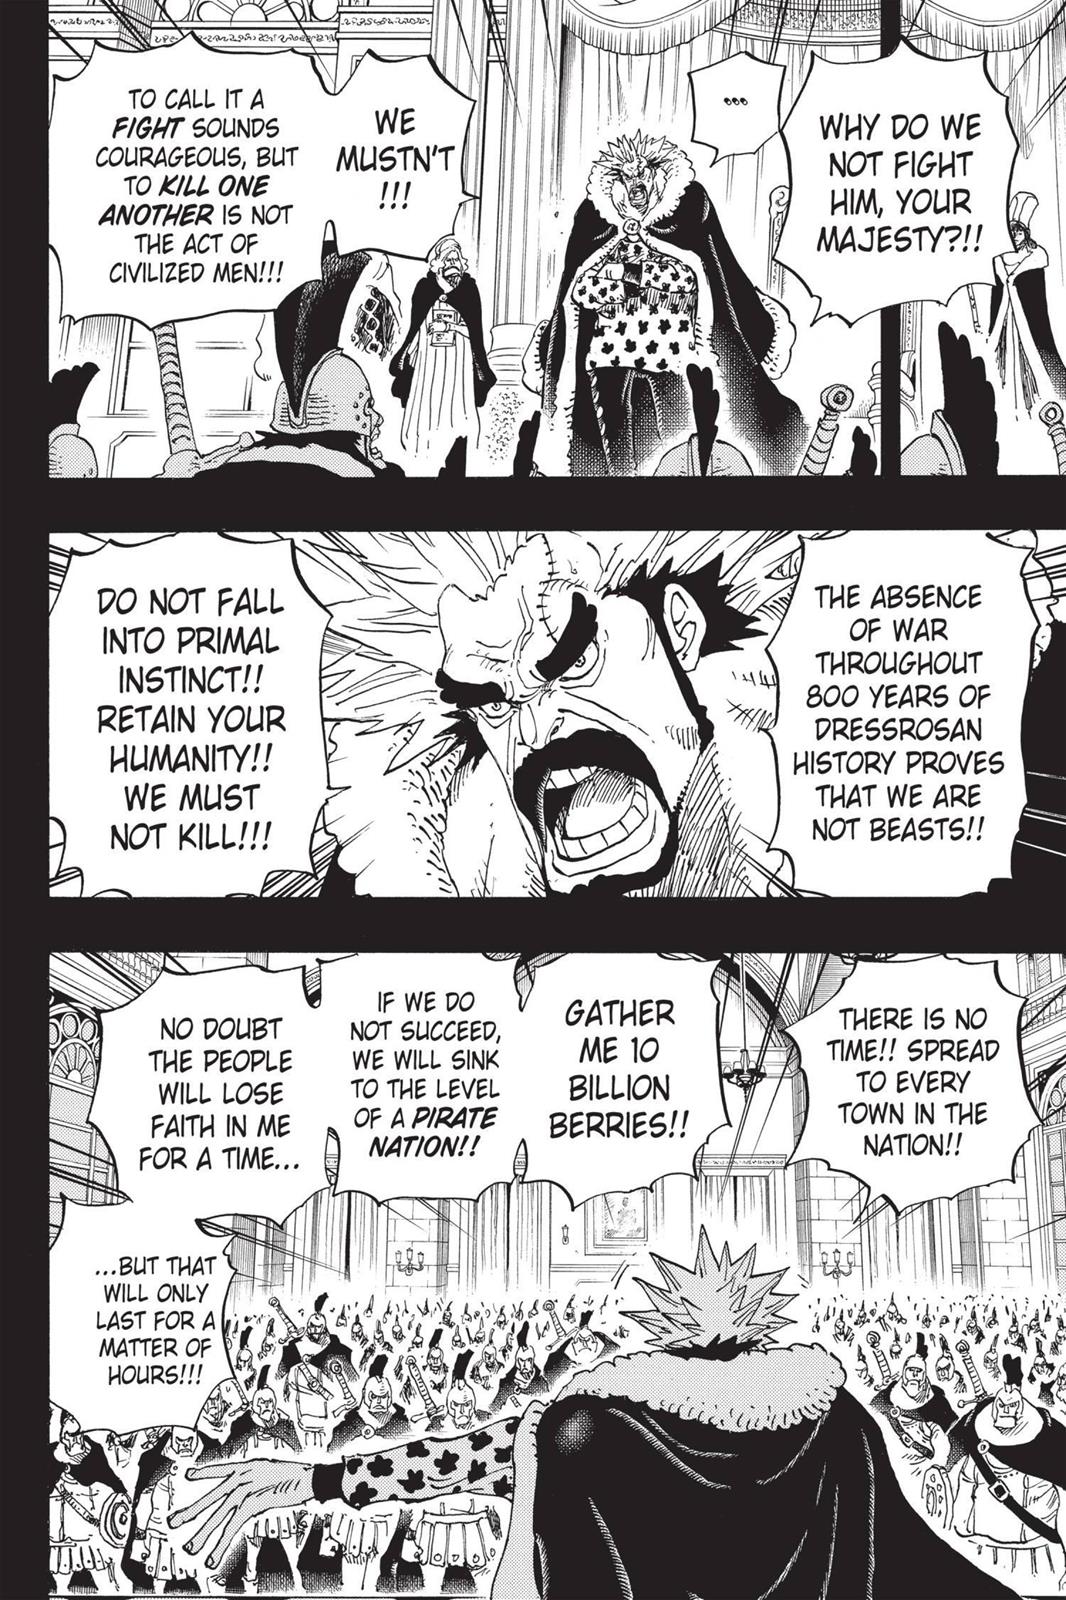 WHY DO WE
NOT FIGHT
HIM, YOUR
MAJESTY?!!
...
WE
MUSTN'T
!!!
TO CALL IT A
FIGHT SOUNDS
COURAGEOUS, BUT
TO KILL ONE
ANOTHER IS NOT
THE ACT OF
CIVILIZED MEN!!!
THE ABSENCE
OF WAR
THROUGHOUT
800 YEARS OF
DRESSROSAN
HISTORY PROVES
THAT WE ARE
NOT BEASTS!!
DO NOT FALL
INTO PRIMAL
INSTINCT!!
RETAIN YOUR
HUMANITY!!
WE MUST
NOT KILL!!!
THERE IS NO
TIME!! SPREAD
TO EVERY
TOWN IN THE
NATION!!
GATHER
ME 10
BILLION
BERRIES!!
IF WE DO
NOT SUCCEED,
WE WILL SINK
TO THE LEVEL
OF A PIRATE
NATION!!
NO DOUBT
THE PEOPLE
WILL LOSE
FAITH IN ME
FOR A TIME...
...BUT THAT
WILL ONLY
LAST FOR A
MATTER OF
HOURS!!!